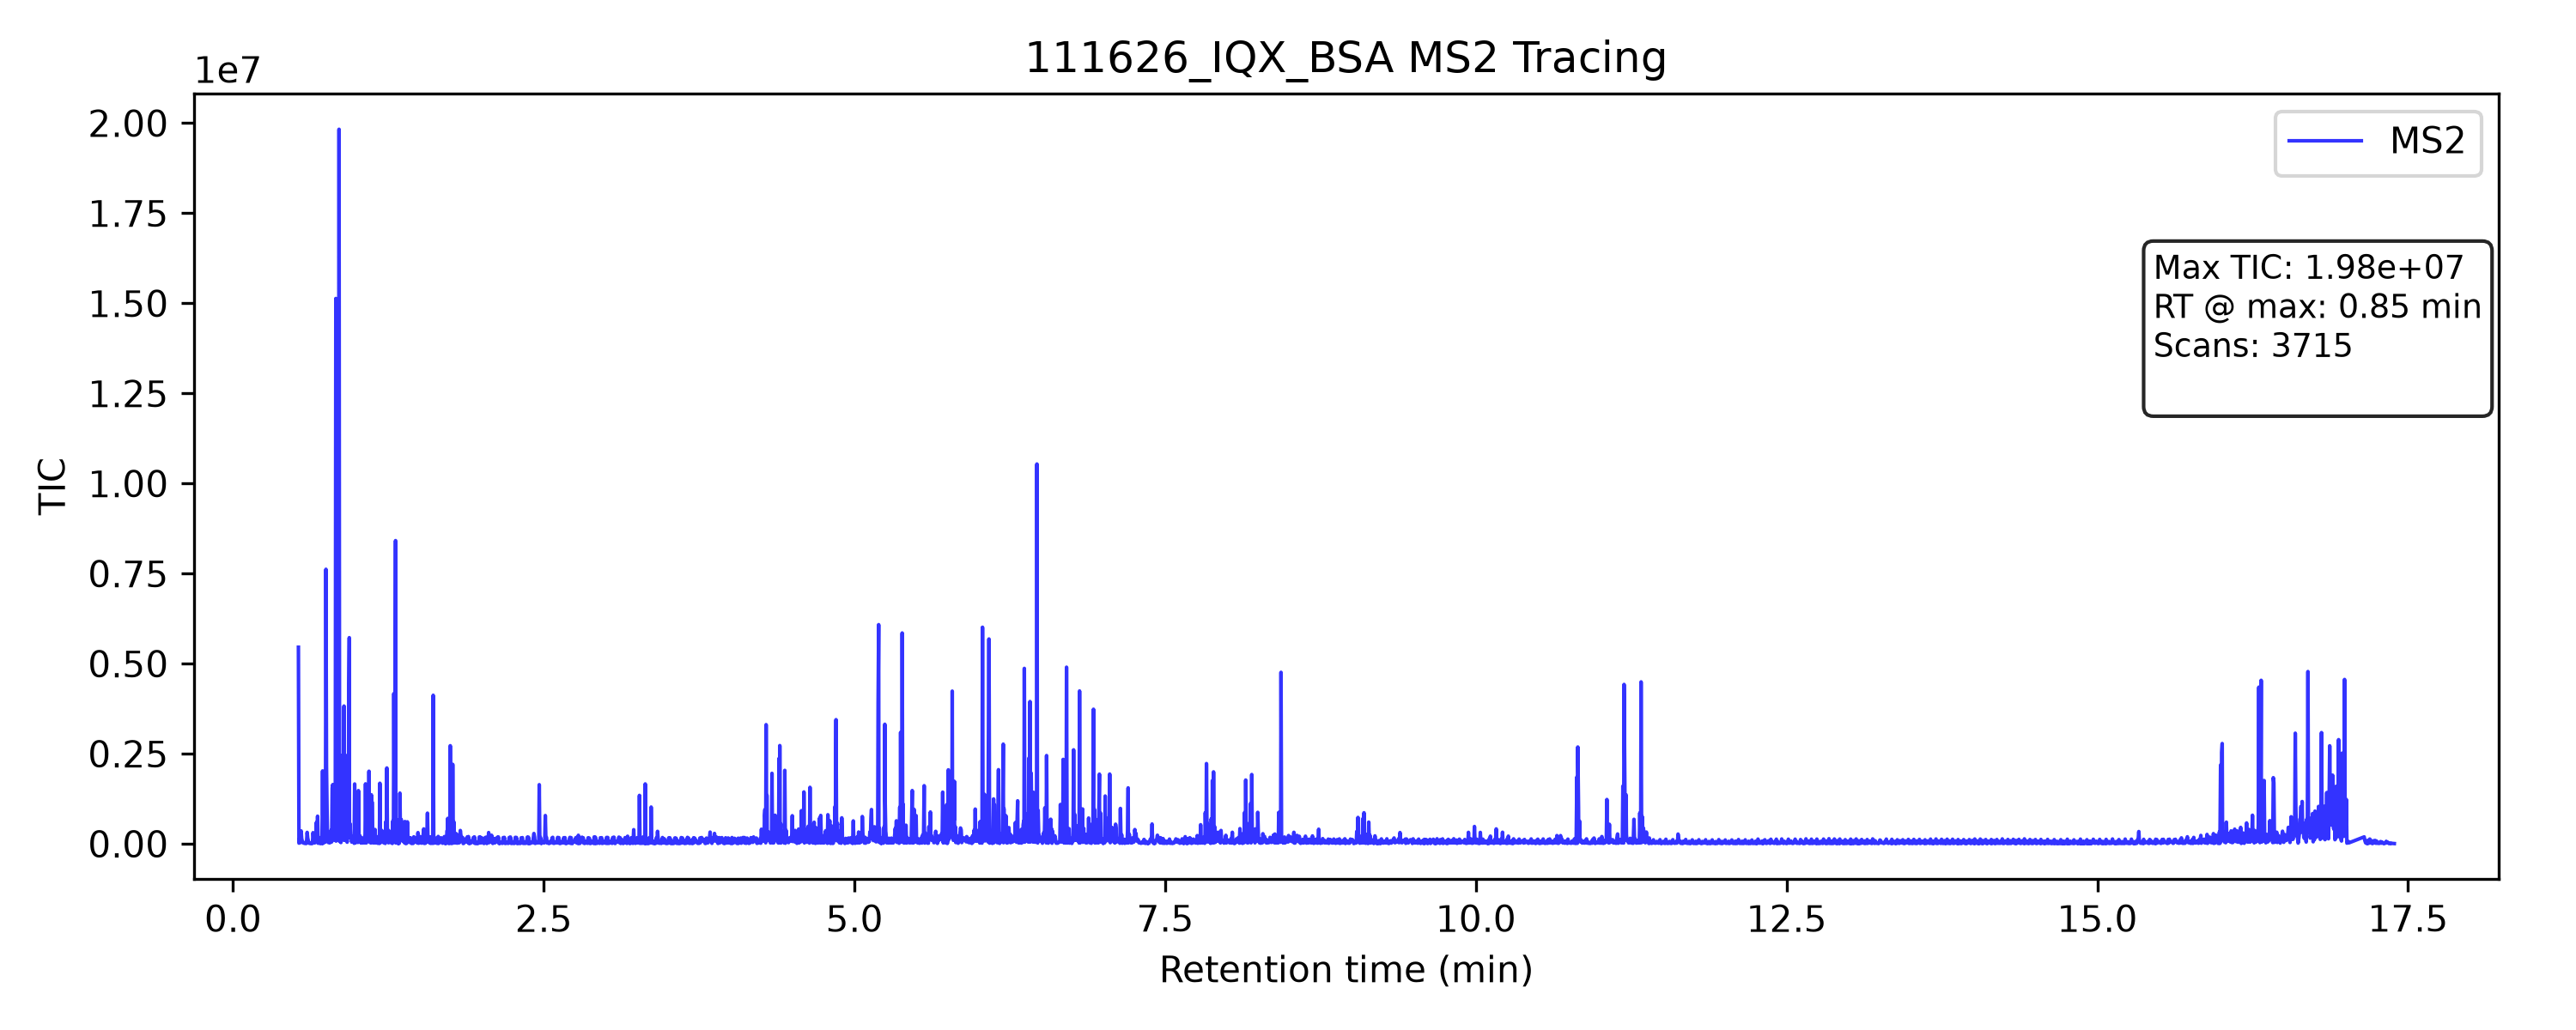 111626_IQX_BSA MS2 Tracing
1e7
2.00
1.75
1.50
1.25
1.00
0.75
0.50
0.25
0.00
TIC
MS2
Max TIC: 1.98e+07
RT @ max: 0.85 min
Scans: 3715
0.0 2.5 5.0 7.5 10.0 12.5 15.0 17.5
Retention time (min)